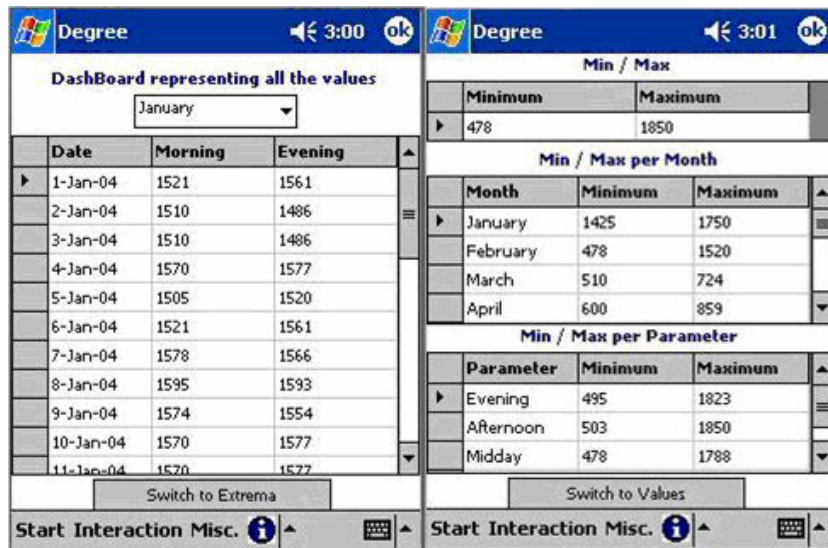 Degree 3:00 ok
DashBoard representing all the values
January
Date Morning Evening
1-Jan-04 1521 1561
2-Jan-04 1510 1486
3-Jan-04 1510 1486
4-Jan-04 1570 1577
5-Jan-04 1505 1520
6-Jan-04 1521 1561
7-Jan-04 1578 1566
8-Jan-04 1595 1593
9-Jan-04 1574 1554
10-Jan-04 1570 1577
11-Jan-04 1570 1577
Switch to Extrema
Start Interaction Misc.
Degree 3:01 ok
Min / Max
Minimum Maximum
478 1850
Min / Max per Month
Month Minimum Maximum
January 1425 1750
February 478 1520
March 510 724
April 600 859
Min / Max per Parameter
Parameter Minimum Maximum
Evening 495 1823
Afternoon 503 1850
Midday 478 1788
Switch to Values
Start Interaction Misc.